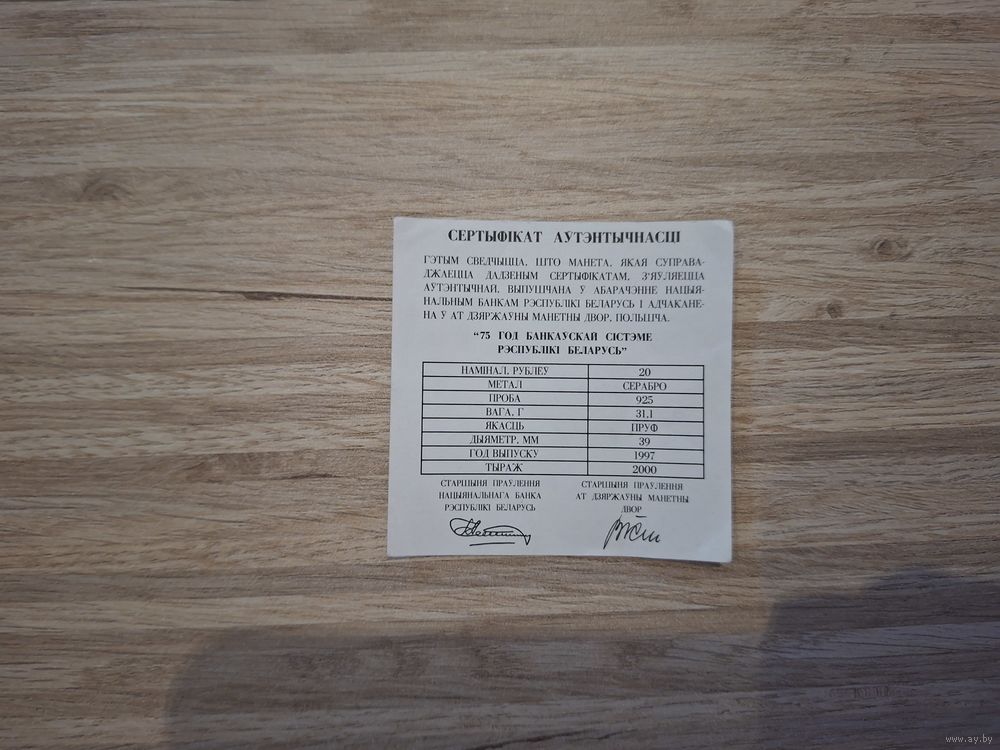 СЕРТЫФІКАТ АЎТЭНТЫЧНАСЦІ
ГЭТЫМ СВЕДЧЫЦЦА, ШТО МАНЕТА, ЯКАЯ СУПРАВА-
ДЖАЕЦЦА ДАДЗЕНЫМ СЕРТЫФІКАТАМ, З'ЯЎЛЯЕЦЦА
АЎТЭНТЫЧНАЙ, ВЫПУШЧАНА Ў АБАРАЧЭННЕ НАЦЫЯ-
НАЛЬНЫМ БАНКАМ РЭСПУБЛІКІ БЕЛАРУСЬ І АДЧАКАНЕ-
НА Ў АТ ДЗЯРЖАЎНЫ МАНЕТНЫ ДВОР, ПОЛЬШЧА.
"75 ГОД БАНКАЎСКАЙ СІСТЭМЕ
РЭСПУБЛІКІ БЕЛАРУСЬ"
НАМІНАЛ, РУБЛЕЎ 20
МЕТАЛ СЕРАБРО
ПРОБА 925
ВАГА, Г 31,1
ЯКАСЦЬ ПРУФ
ДЫЯМЕТР, ММ 39
ГОД ВЫПУСКУ 1997
ТЫРАЖ 2000
СТАРШЫНЯ ПРАЎЛЕННЯ
НАЦЫЯНАЛЬНАГА БАНКА
РЭСПУБЛІКІ БЕЛАРУСЬ
СТАРШЫНЯ ПРАЎЛЕННЯ
АТ ДЗЯРЖАЎНЫ МАНЕТНЫ
ДВОР
www.ay.by